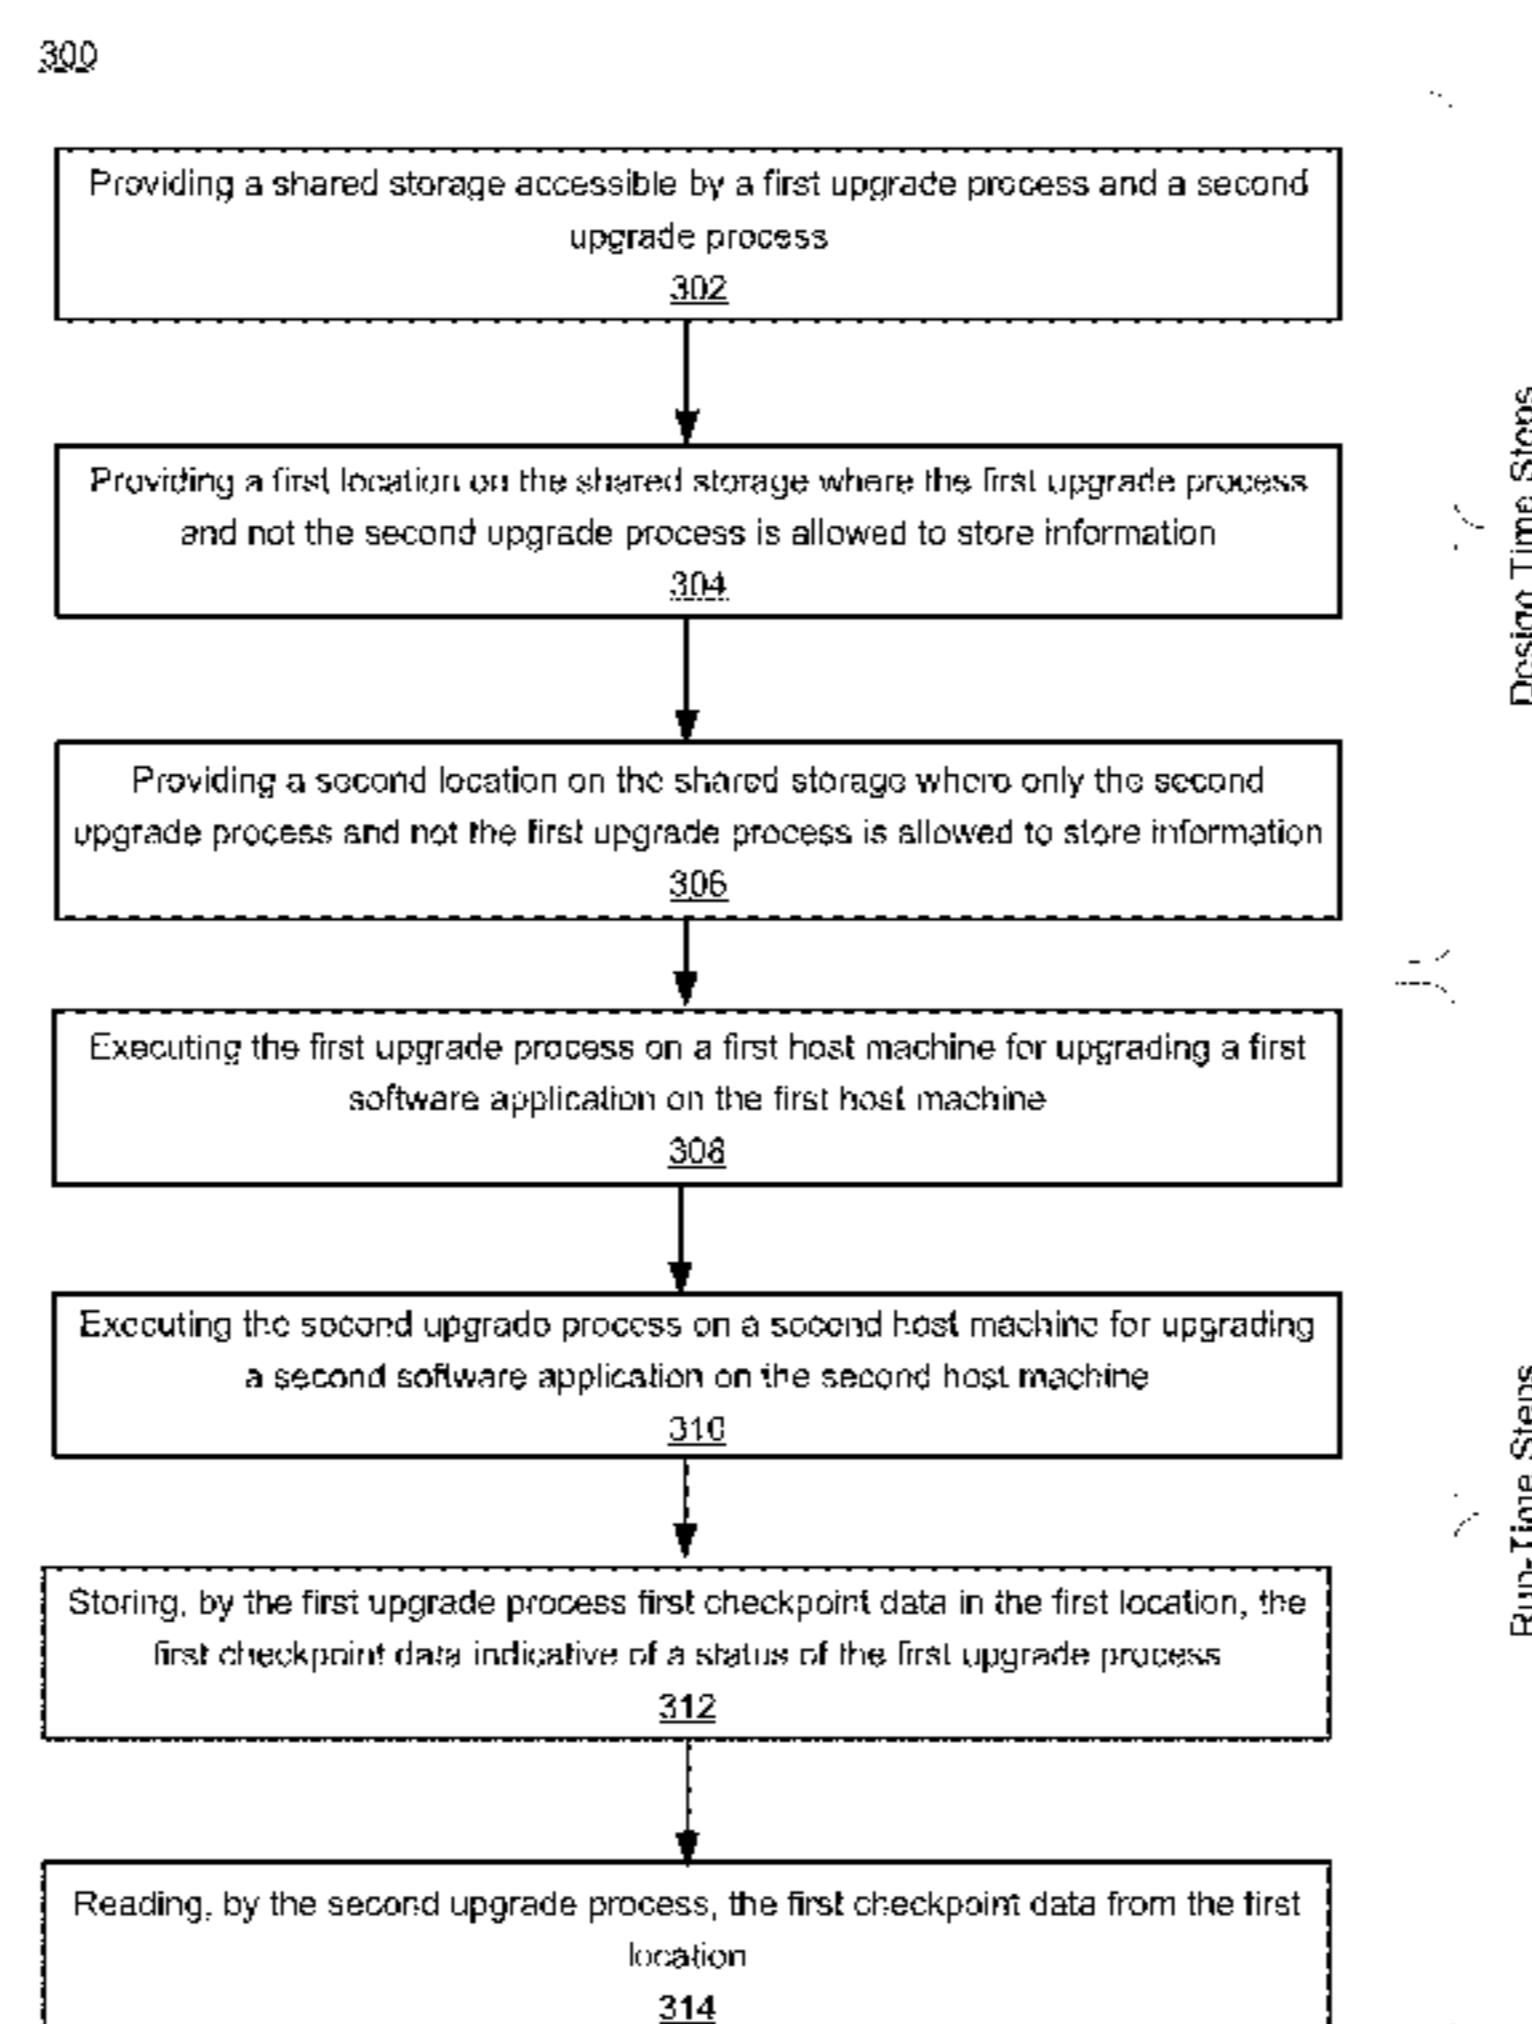 300
Providing a shared storage accessible by a first upgrade process and a second
upgrade process
302
Providing a first location on the shared storage where the first upgrade process
and not the second upgrade process is allowed to store information
304
Providing a second location on the shared storage where only the second
upgrade process and not the first upgrade process is allowed to store information
306
Design Time Steps
Executing the first upgrade process on a first host machine for upgrading a first
software application on the first host machine
308
Executing the second upgrade process on a second host machine for upgrading
a second software application on the second host machine
310
Storing, by the first upgrade process first checkpoint data in the first location, the
first checkpoint data indicative of a status of the first upgrade process
312
Reading, by the second upgrade process, the first checkpoint data from the first
location
314
Run-Time Steps